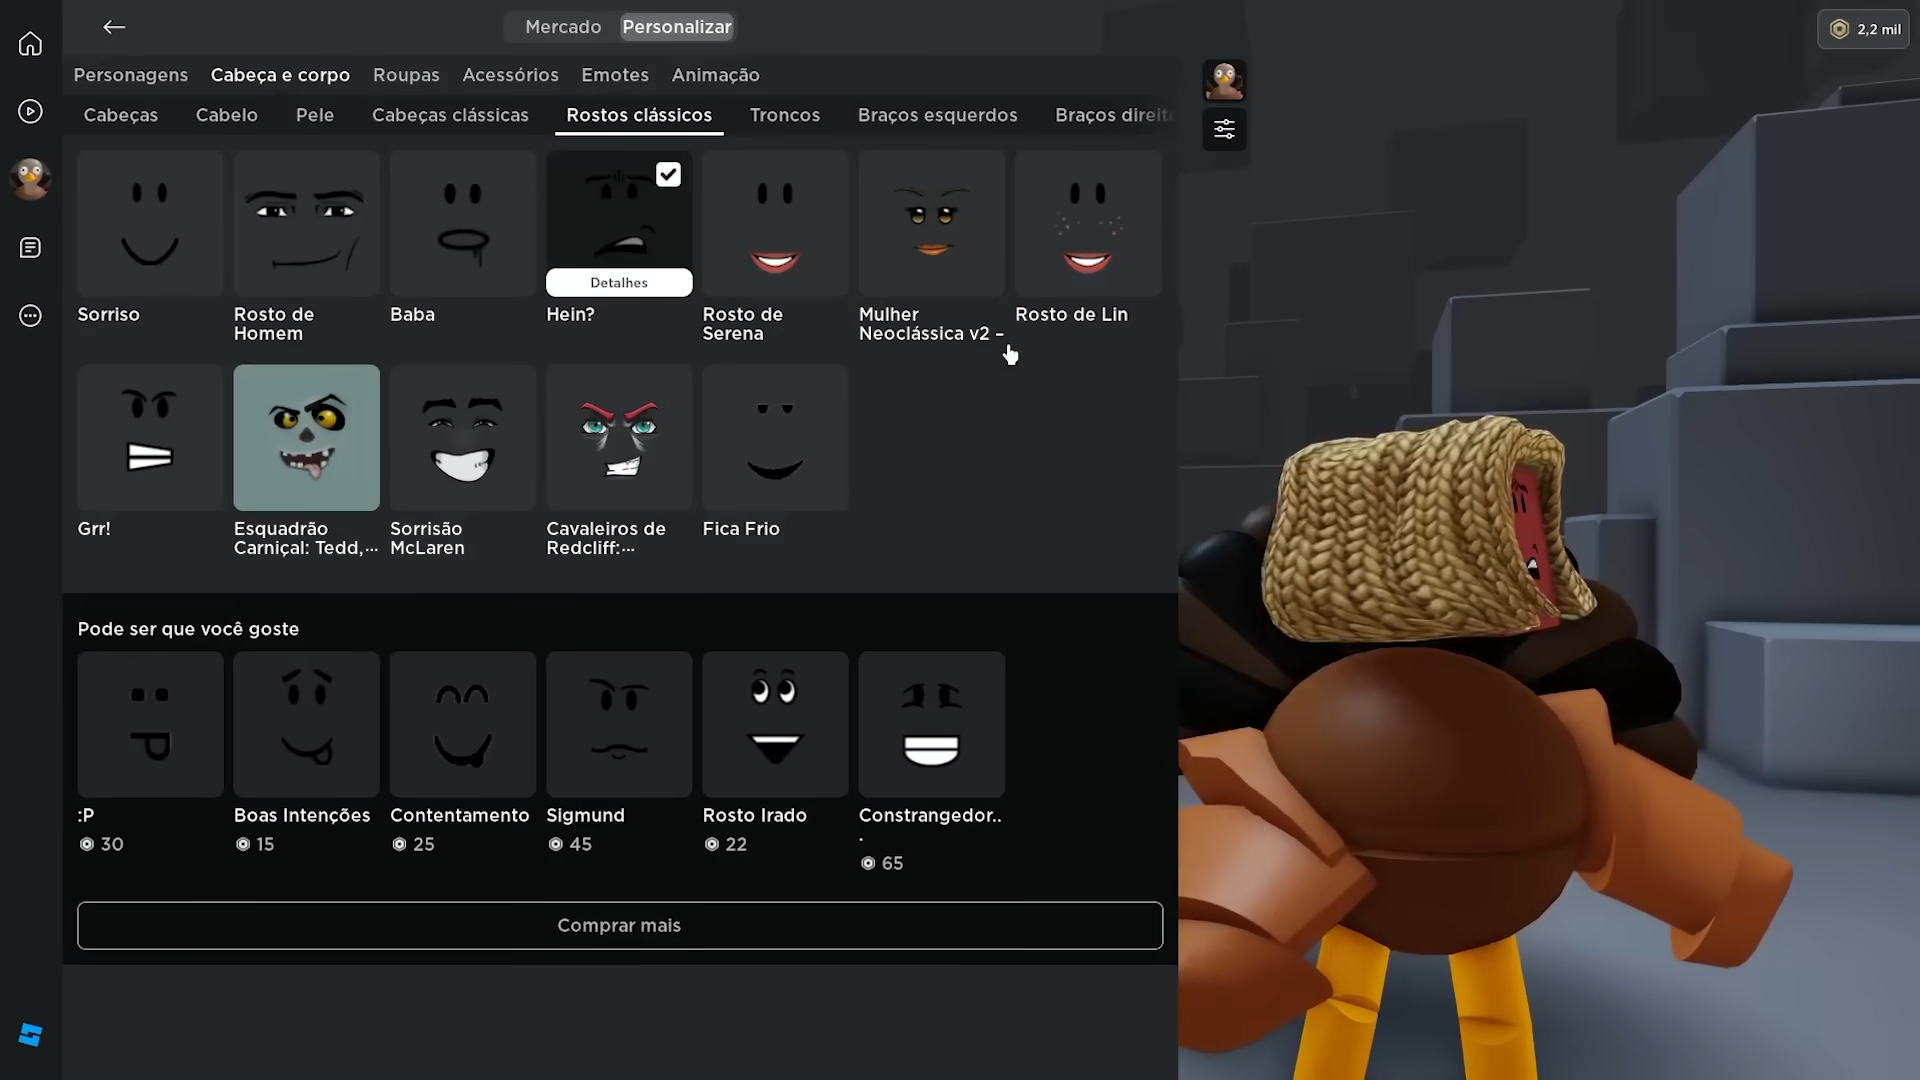 Mercado
Personalizar
2,2 mil
Personagens
Cabeça e corpo
Roupas
Acessórios
Emotes
Animação
Cabeças
Cabelo
Pele
Cabeças clássicas
Rostos clássicos
Troncos
Braços esquerdos
Braços direit
Detalhes
Sorriso
Rosto de
Homem
Baba
Hein?
Rosto de
Serena
Mulher
Neoclássica v2 –
Rosto de Lin
Grr!
Esquadrão
Carniçal: Tedd,...
Sorrisão
McLaren
Cavaleiros de
Redcliff:...
Fica Frio
Pode ser que você goste
:P
30
Boas Intenções
15
Contentamento
25
Sigmund
45
Rosto Irado
22
Constrangedor..
.
65
Comprar mais